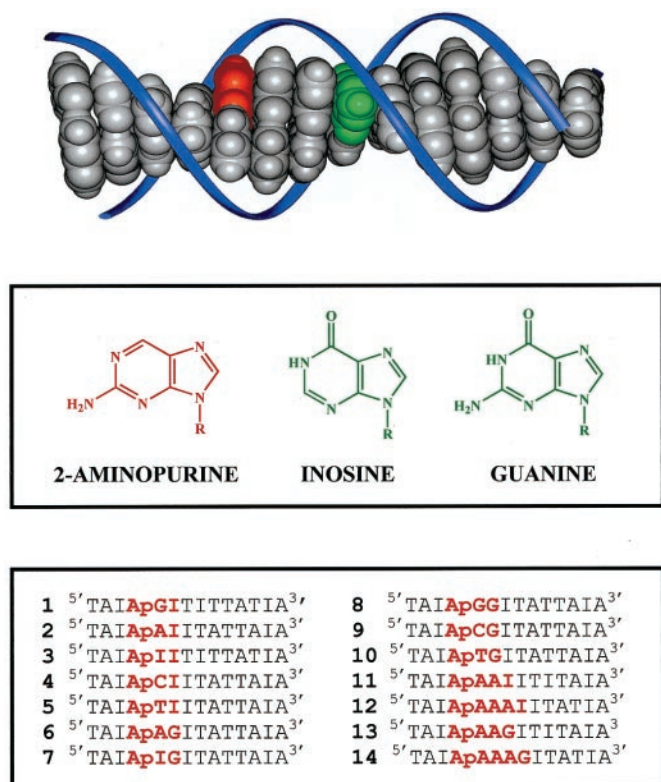 O O
N N HN N HN N
H2N N N N N H2N N N
R R R
2-AMINOPURINE INOSINE GUANINE
1 5'TAIApGITITTATIA3'
2 5'TAIApAIITATTAIA3'
3 5'TAIApIITITTATIA3'
4 5'TAIApCIITATTAIA3'
5 5'TAIApTIITATTAIA3'
6 5'TAIApAGITATTAIA3'
7 5'TAIApIGITATTAIA3'
8 5'TAIApGGITATTAIA3'
9 5'TAIApCGITATTAIA3'
10 5'TAIApTGITATTAIA3'
11 5'TAIApAAIITITAIA3'
12 5'TAIApAAAIITATIA3'
13 5'TAIApAAGITITAIA3
14 5'TAIApAAAGITATIA3'